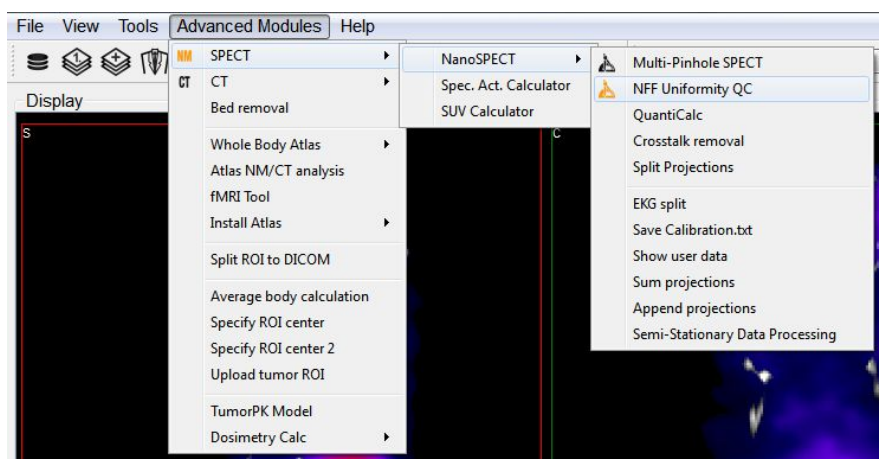 File View Tools Advanced Modules Help
Display
S
C
NM SPECT
CT CT
Bed removal
Whole Body Atlas
Atlas NM/CT analysis
fMRI Tool
Install Atlas
Split ROI to DICOM
Average body calculation
Specify ROI center
Specify ROI center 2
Upload tumor ROI
TumorPK Model
Dosimetry Calc
NanoSPECT
Spec. Act. Calculator
SUV Calculator
Multi-Pinhole SPECT
NFF Uniformity QC
QuantiCalc
Crosstalk removal
Split Projections
EKG split
Save Calibration.txt
Show user data
Sum projections
Append projections
Semi-Stationary Data Processing